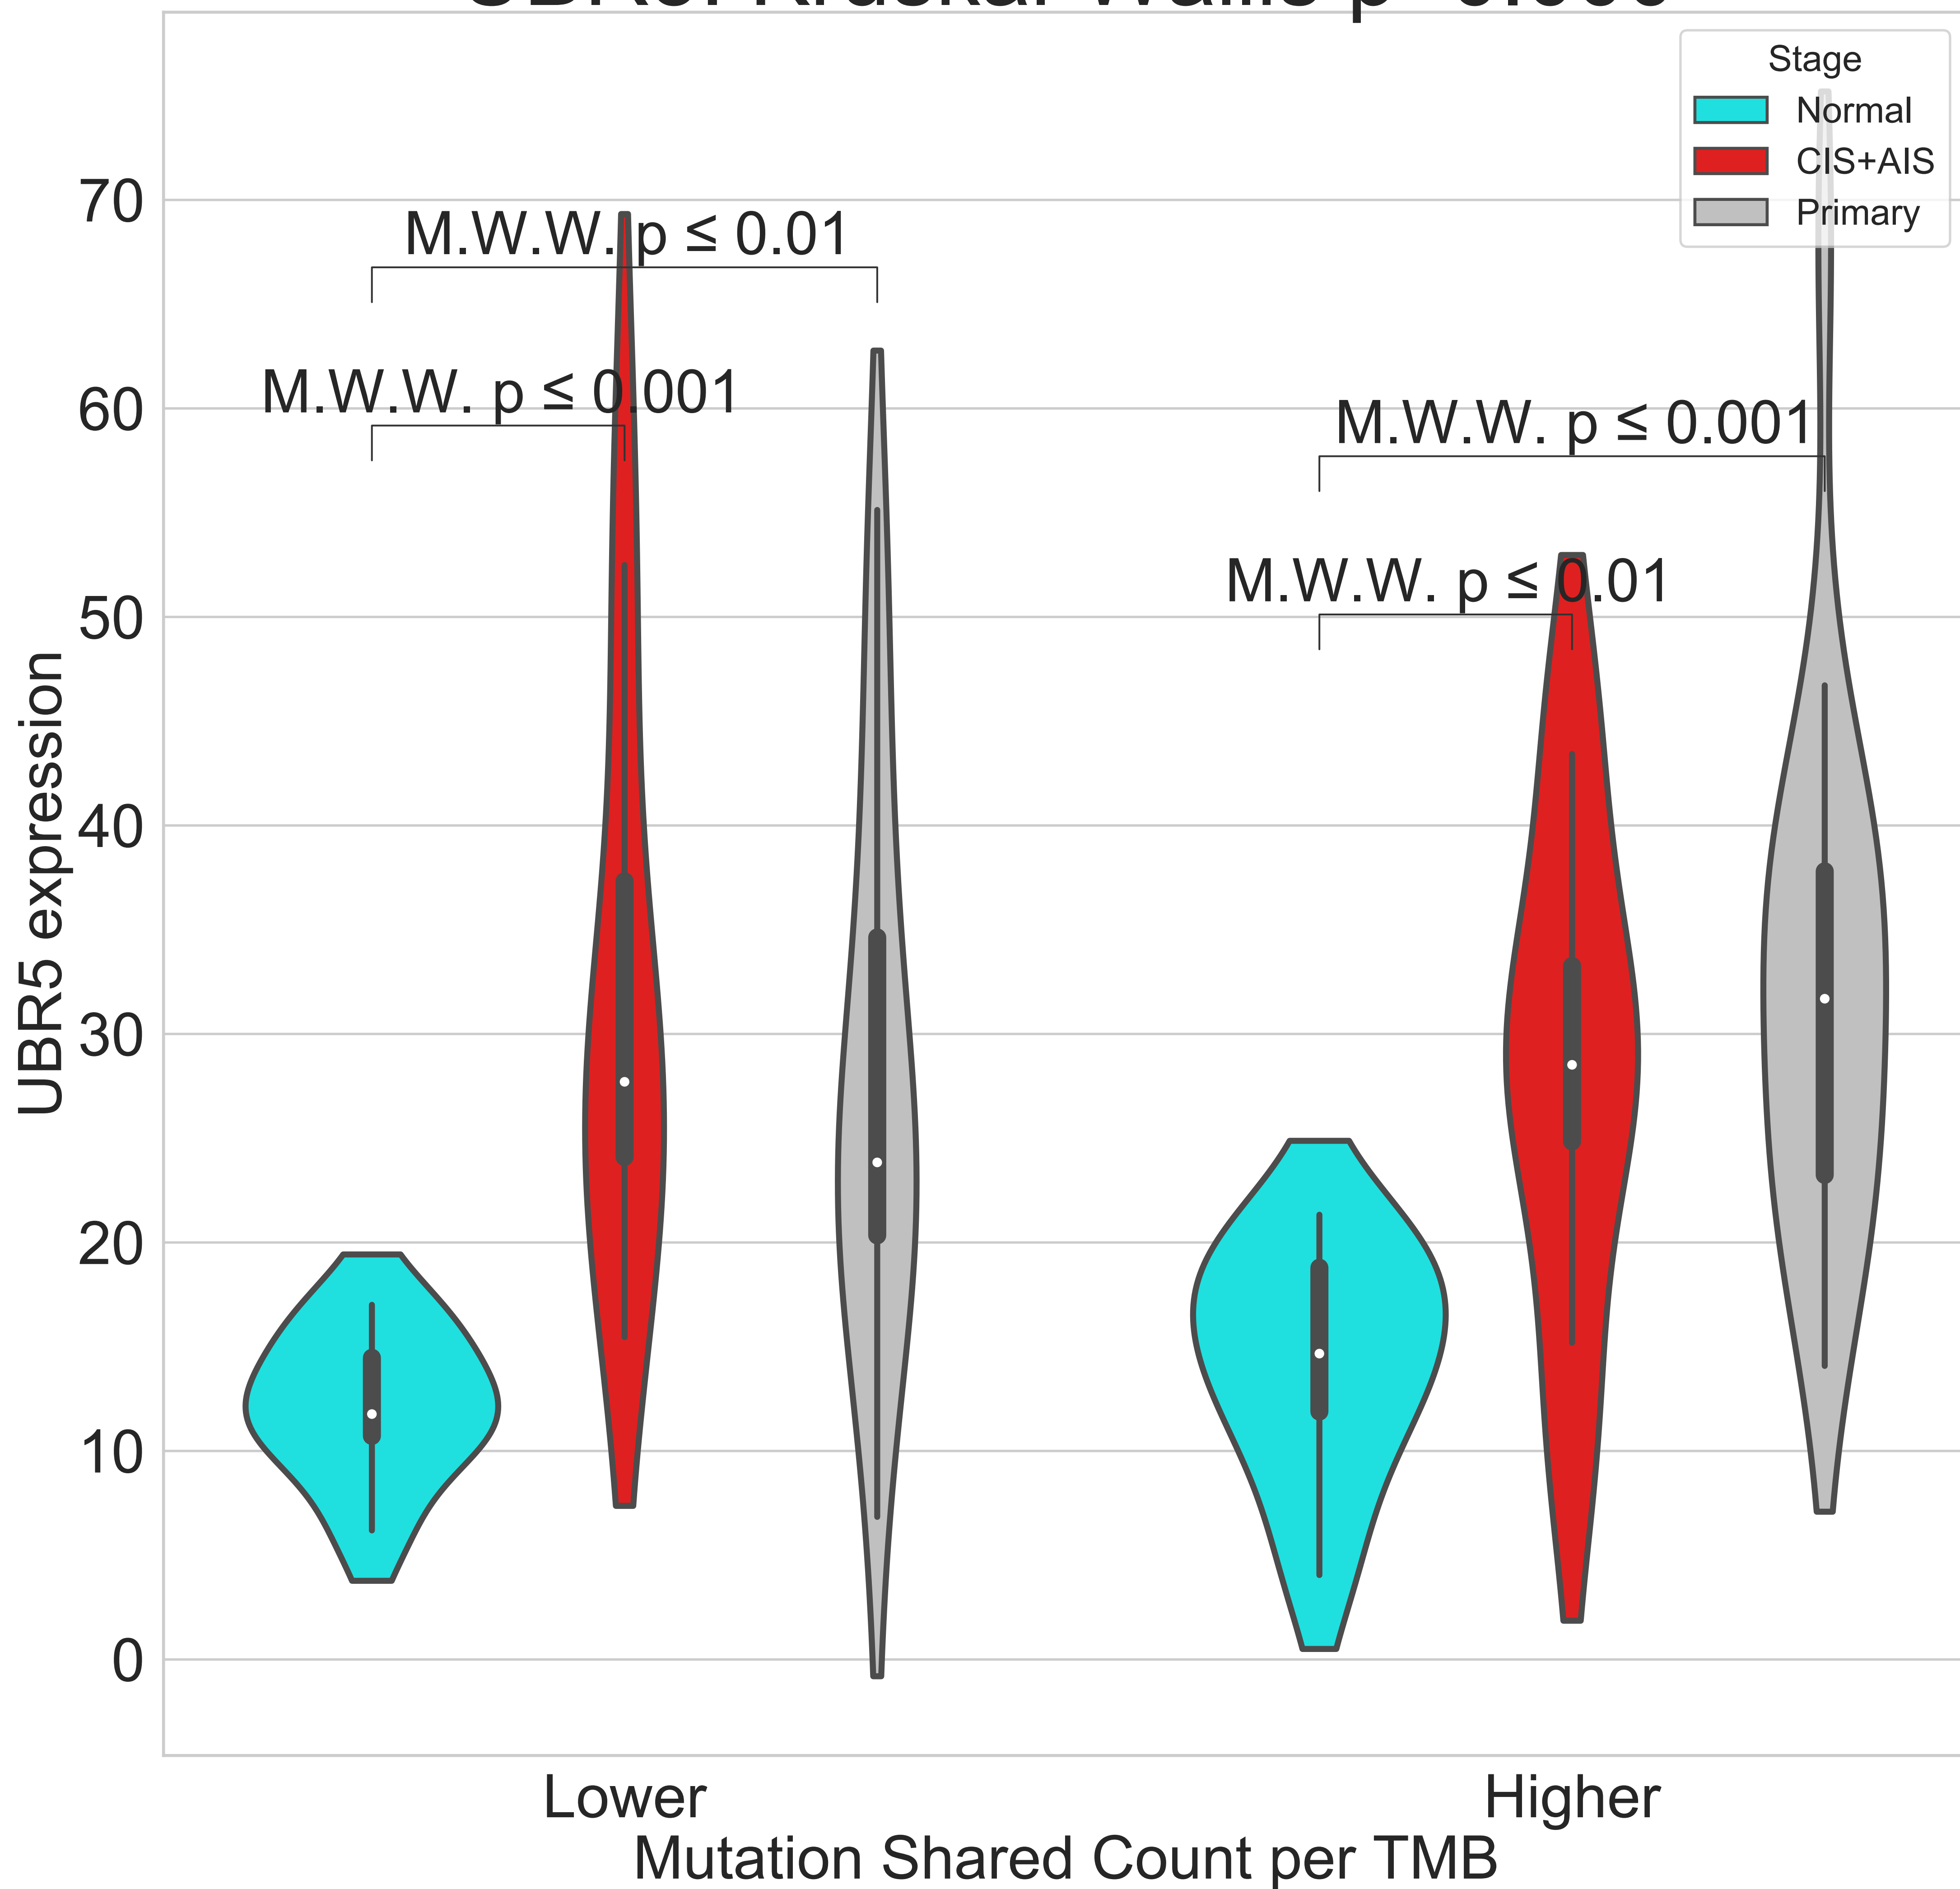 Stage
Normal
CIS+AIS
Primary
70
60
50
40
30
20
10
0
UBR5 expression
M.W.W. p ≤ 0.01
M.W.W. p ≤ 0.001
M.W.W. p ≤ 0.001
M.W.W. p ≤ 0.01
Lower
Higher
Mutation Shared Count per TMB